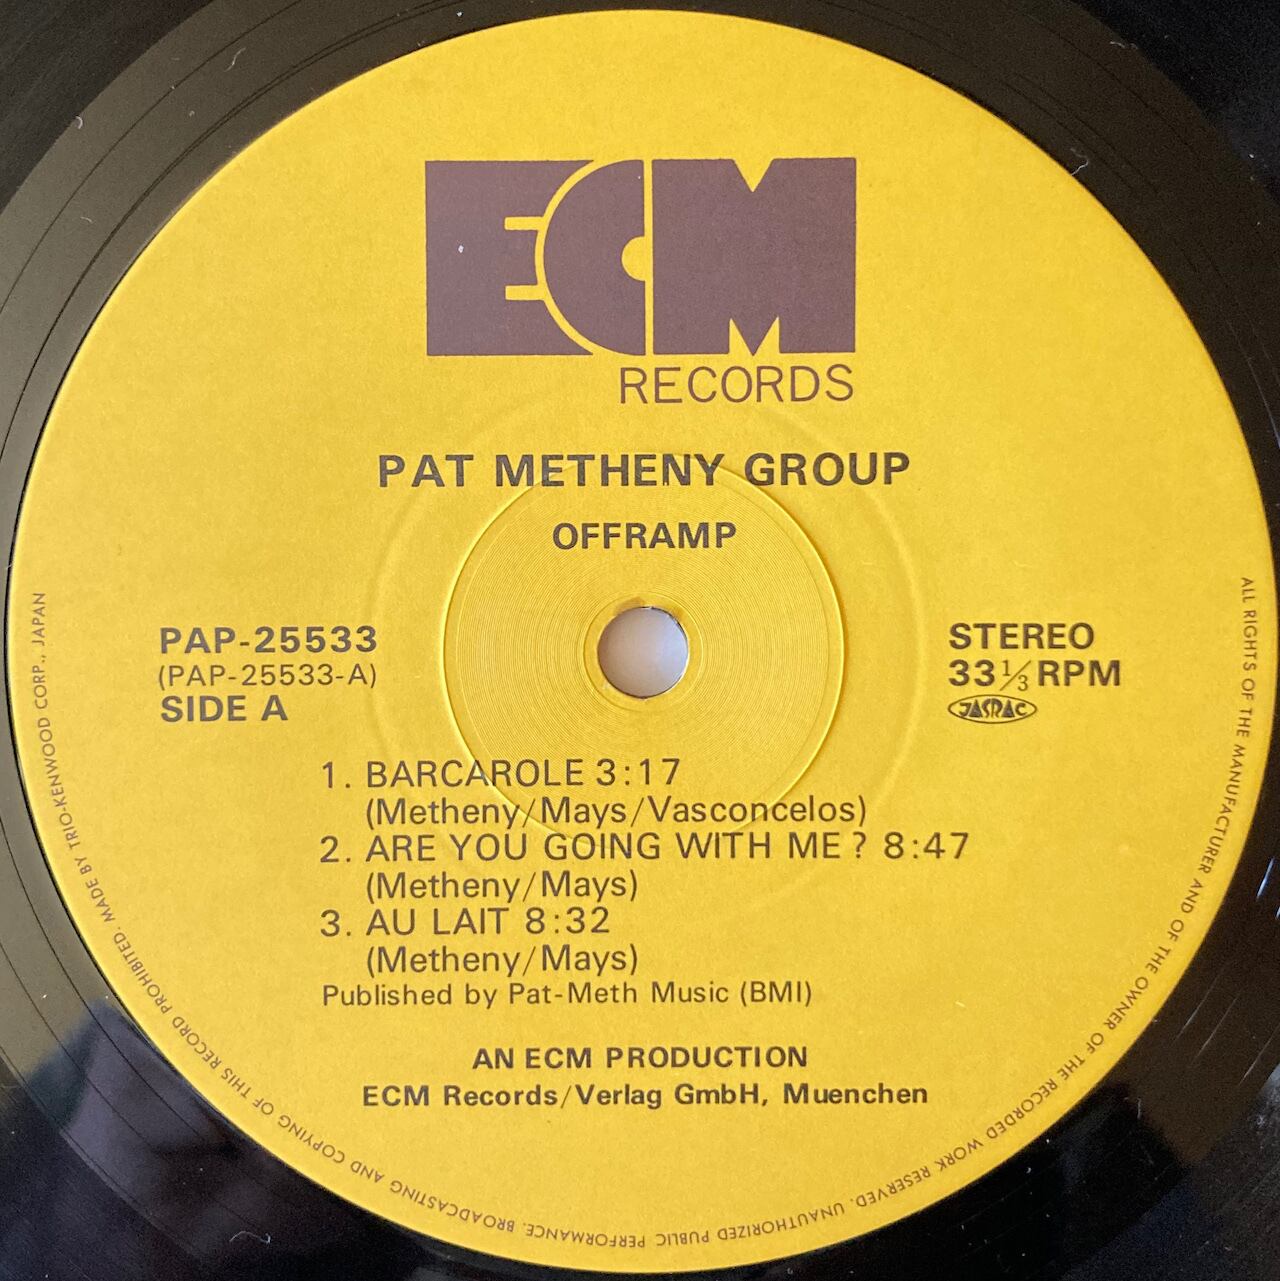 ECM
RECORDS
PAT METHENY GROUP
OFFRAMP
PAP-25533
(PAP-25533-A)
SIDE A
STEREO
33 1/3 RPM
JASRAC
1. BARCAROLE 3:17
(Metheny/Mays/Vasconcelos)
2. ARE YOU GOING WITH ME? 8:47
(Metheny/Mays)
3. AU LAIT 8:32
(Metheny/Mays)
Published by Pat-Meth Music (BMI)
AN ECM PRODUCTION
ECM Records/Verlag GmbH, Muenchen
ALL RIGHTS OF THE MANUFACTURER AND OF THE OWNER OF THE RECORDED WORK RESERVED. UNAUTHORIZED PUBLIC PERFORMANCE. BROADCASTING AND COPYING OF THIS RECORD PROHIBITED. MADE BY TRIO-KENWOOD CORP., JAPAN